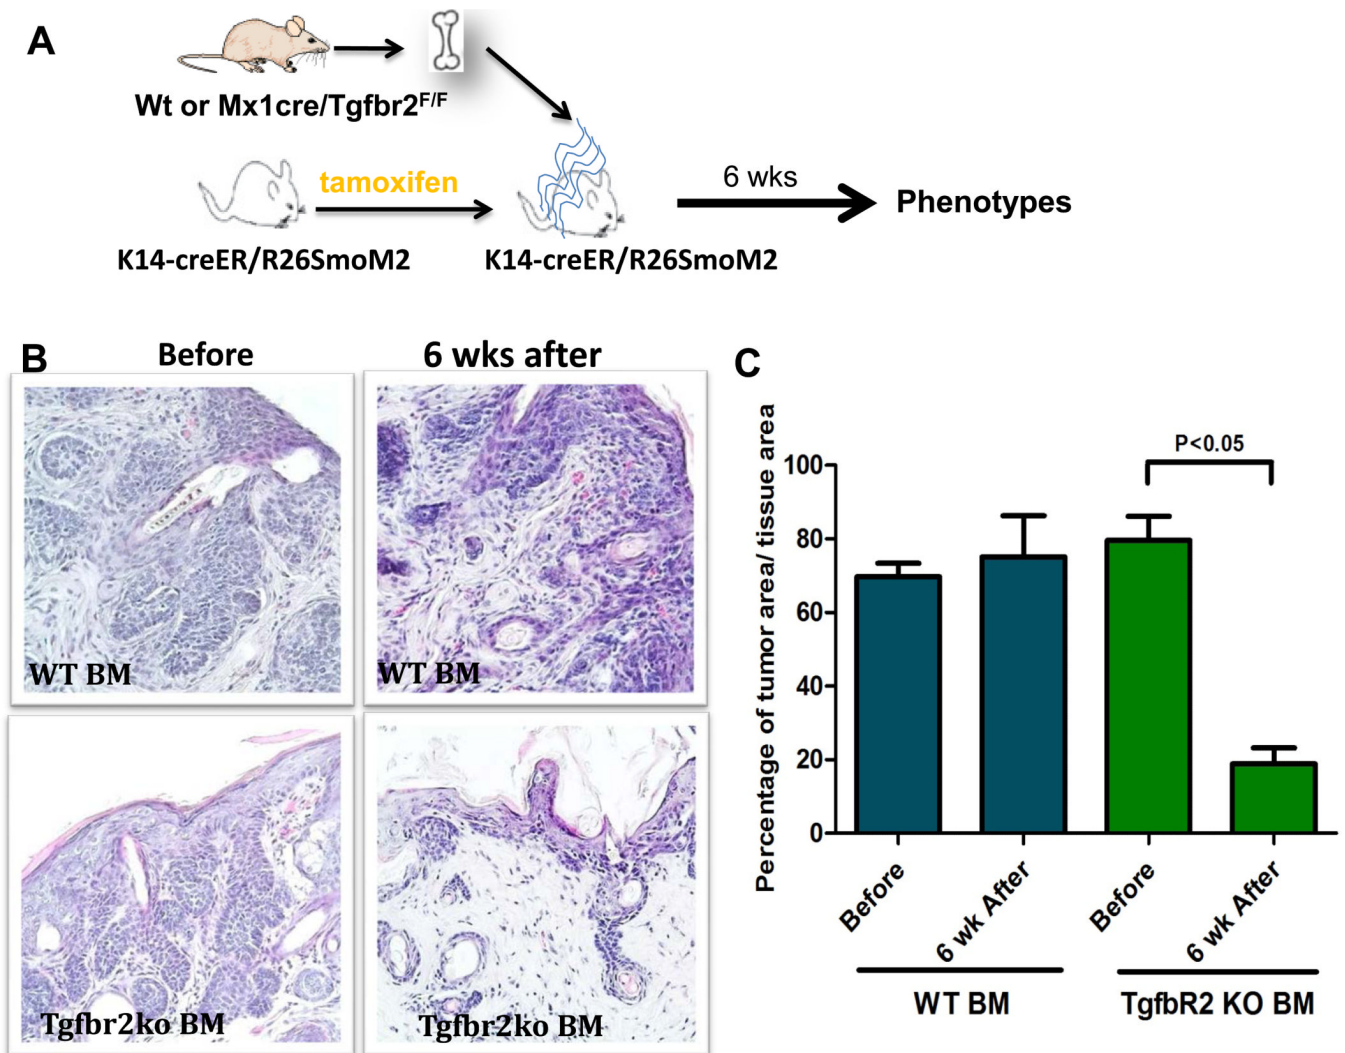 A
Wt or Mx1cre/Tgfbr2F/F
tamoxifen
K14-creER/R26SmoM2
K14-creER/R26SmoM2
6 wks
Phenotypes
B
Before
6 wks after
WT BM
WT BM
Tgfbr2ko BM
Tgfbr2ko BM
C
Percentage of tumor area/ tissue area
P<0.05
100
80
60
40
20
0
Before
6 wk After
Before
6 wk After
WT BM
TgfbR2 KO BM